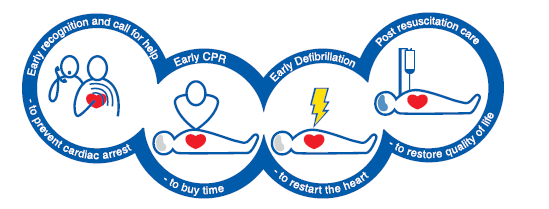 Early recognition and call for help
- to prevent cardiac arrest
Early CPR
- to buy time
Early Defibrillation
- to restart the heart
Post resuscitation care
- to restore quality of life